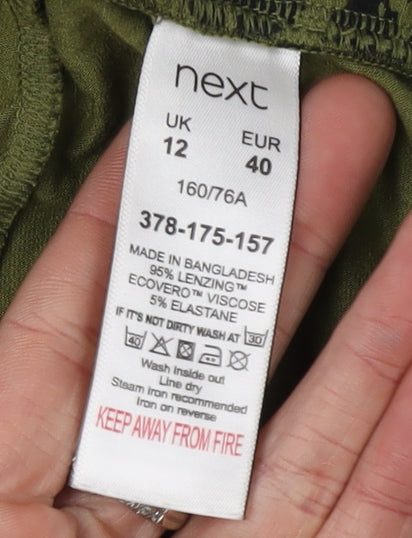 next
UK EUR
12 40
160/76A
378-175-157
MADE IN BANGLADESH
95% LENZING™
ECOVERO™ VISCOSE
5% ELASTANE
IF IT'S NOT DIRTY WASH AT 30
40
Wash inside out
Line dry
Steam iron recommended
Iron on reverse
KEEP AWAY FROM FIRE